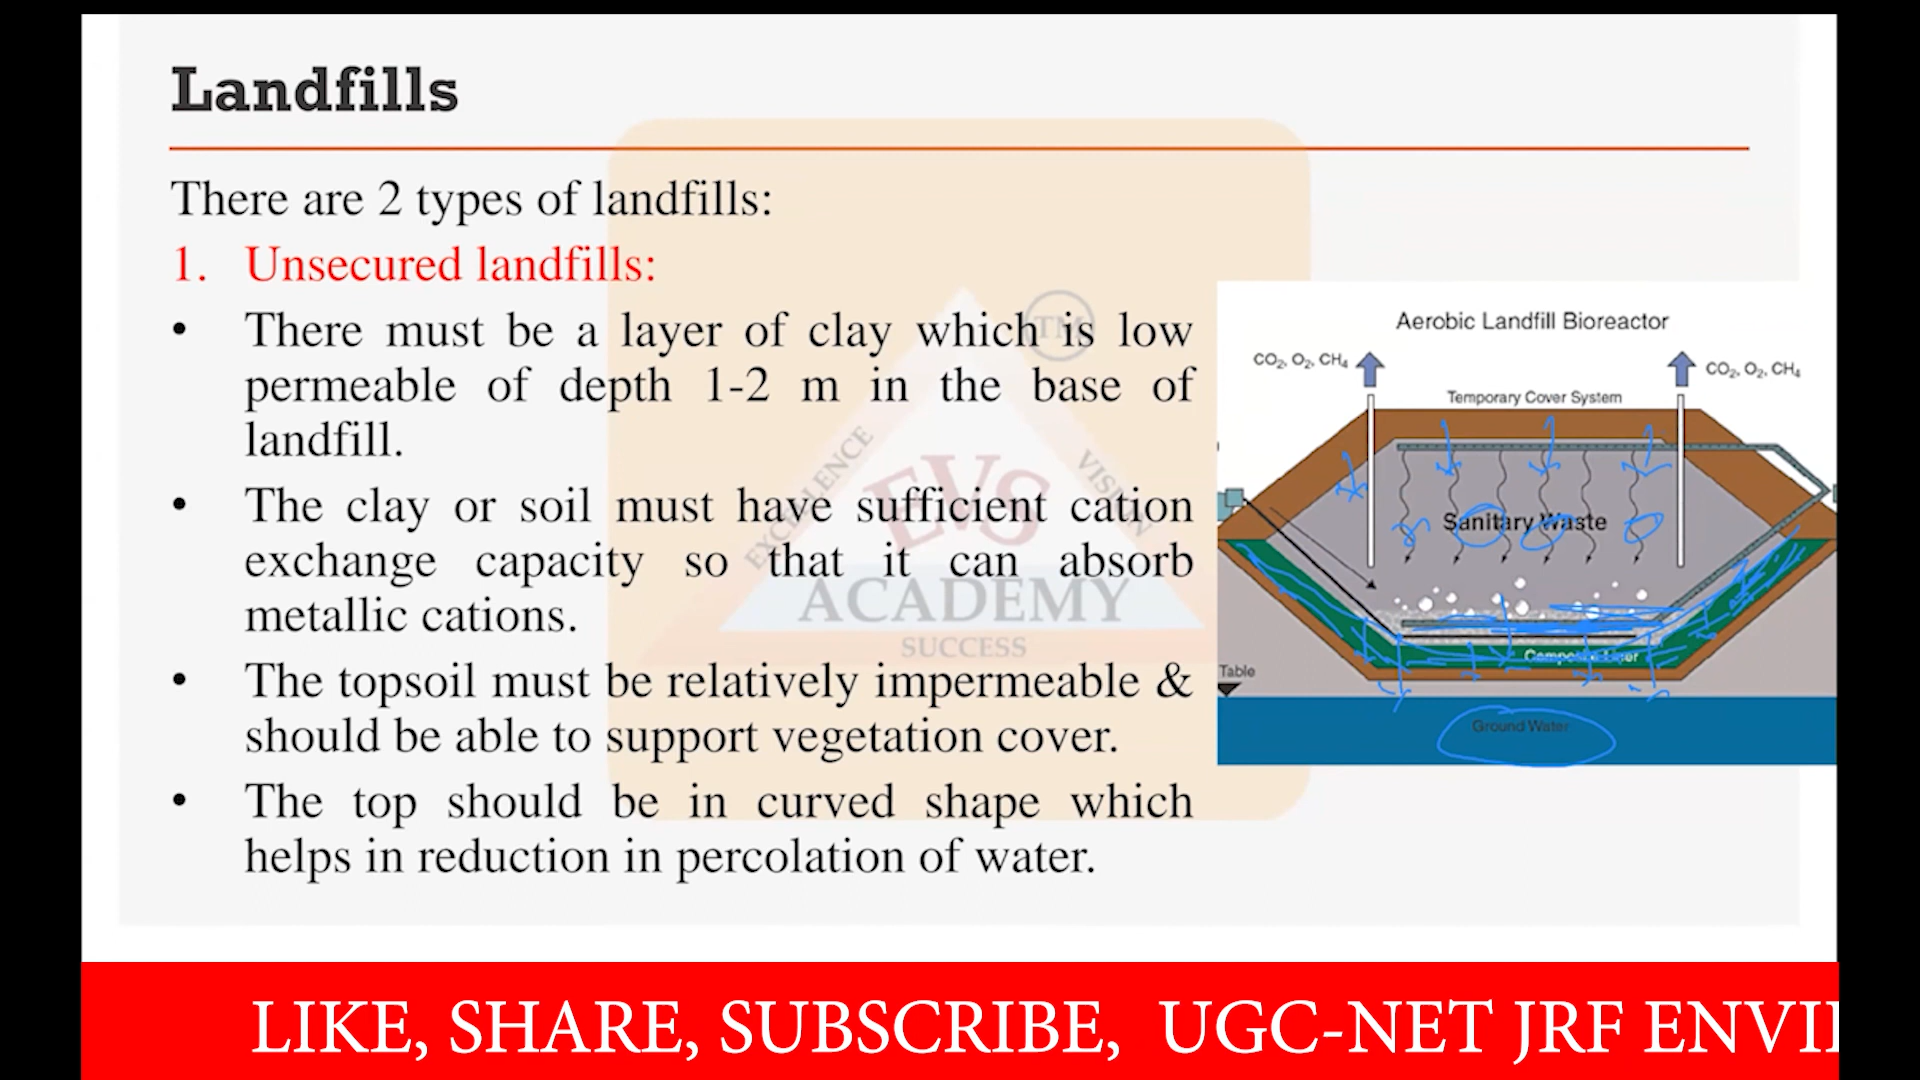 Landfills
There are 2 types of landfills:
1. Unsecured landfills:
• There must be a layer of clay which is low
permeable of depth 1-2 m in the base of
landfill.
• The clay or soil must have sufficient cation
exchange capacity so that it can absorb
metallic cations.
• The topsoil must be relatively impermeable &
should be able to support vegetation cover.
• The top should be in curved shape which
helps in reduction in percolation of water.
Aerobic Landfill Bioreactor
CO₂, O₂, CH₄
CO₂, O₂, CH₄
Temporary Cover System
Sanitary Waste
Table
Ground Water
TM
EXCELLENCE
VISION
EVS
ACADEMY
SUCCESS
LIKE, SHARE, SUBSCRIBE, UGC-NET JRF ENVI